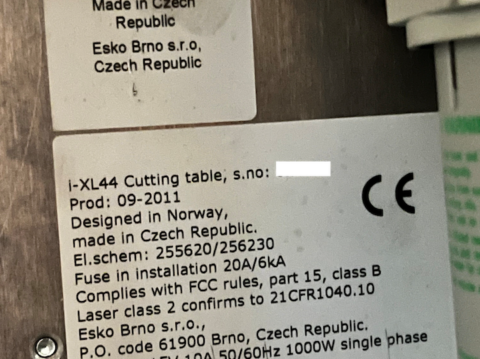 Made in Czech
Republic
Esko Brno s.r.o,
Czech Republic
i-XL44 Cutting table, s.no:
Prod: 09-2011
Designed in Norway,
made in Czech Republic.
El.schem: 255620/256230
Fuse in installation 20A/6kA
Complies with FCC rules, part 15, class B
Laser class 2 confirms to 21CFR1040.10
Esko Brno s.r.o.,
P.O. code 61900 Brno, Czech Republic.
10A 50/60Hz 1000W single phase
CE